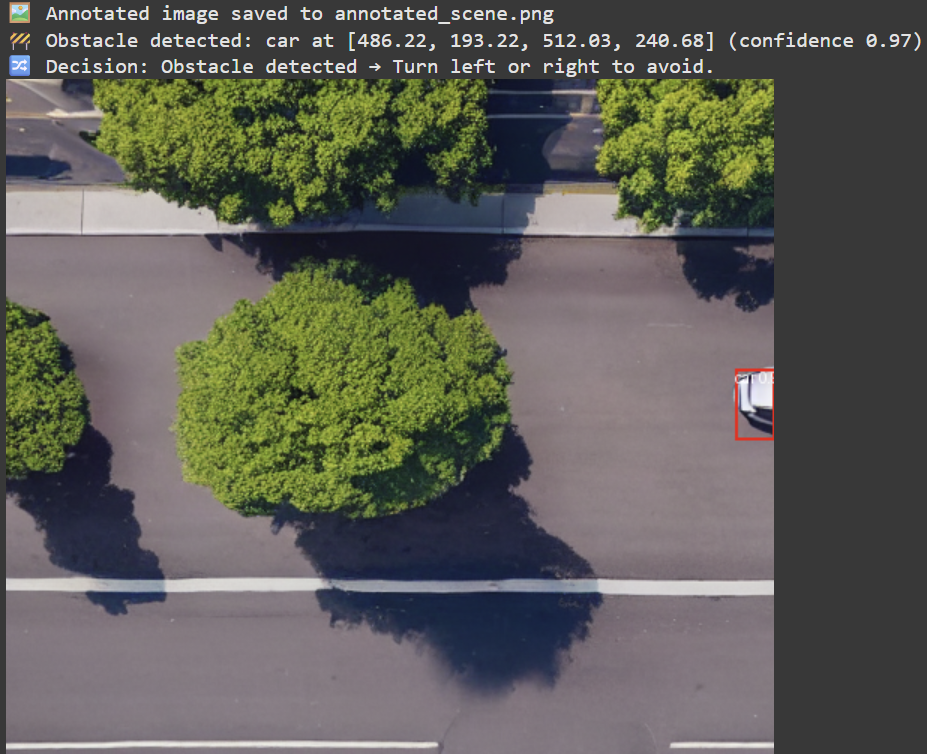 Annotated image saved to annotated_scene.png
Obstacle detected: car at [486.22, 193.22, 512.03, 240.68] (confidence 0.97)
Decision: Obstacle detected → Turn left or right to avoid.